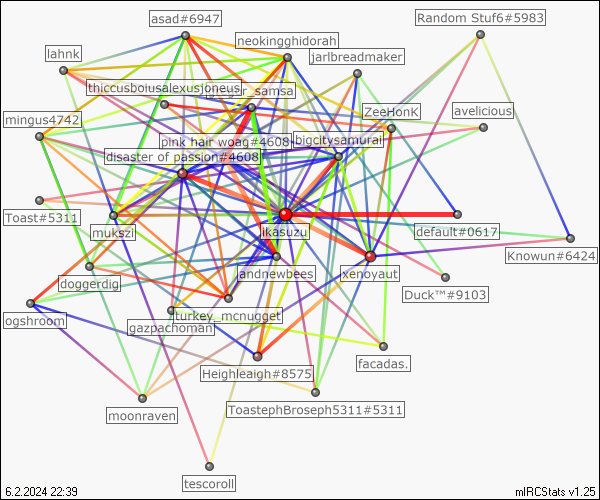 asad#6947
Random Stuf6#5983
neokingghidorah
lahnk
jarlbreadmaker
thiccusboiusalexusjoneus
_samsa
ZeeHonK
avelicious
mingus4742
pink hair woag#4608
bigcitysamurai
disaster of passion#4608
Toast#5311
mukszi
ikasuzu
default#0617
Knowun#6424
doggerdig
jandnewbees
xenoyaut
Duck™#9103
ogshroom
turkey_mcnugget
gazpachoman
facadas.
Heighleaigh#8575
moonraven
ToastephBroseph5311#5311
tescoroll
6.2.2024 22:39
mIRCStats v1.25